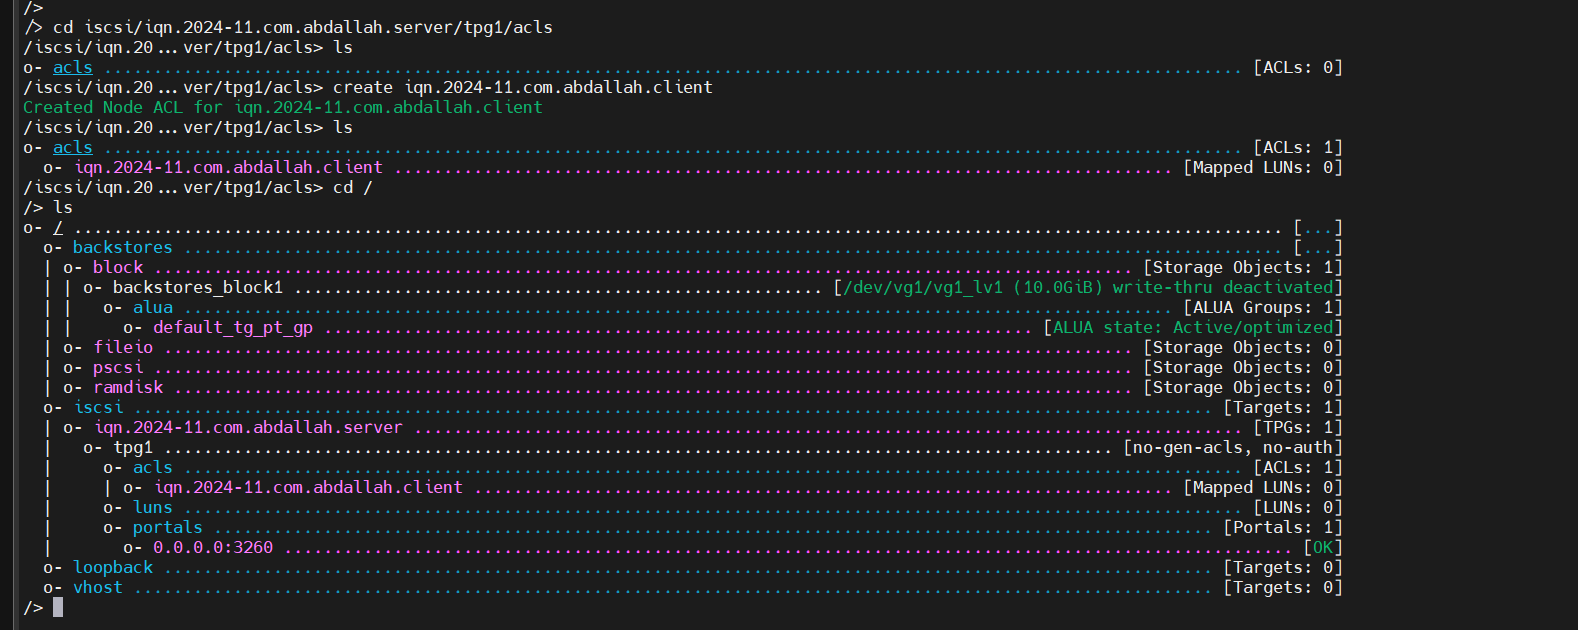 />
/> cd iscsi/iqn.2024-11.com.abdallah.server/tpg1/acls
/iscsi/iqn.20...ver/tpg1/acls> ls
o- acls .................................................................................................................. [ACLs: 0]
/iscsi/iqn.20...ver/tpg1/acls> create iqn.2024-11.com.abdallah.client
Created Node ACL for iqn.2024-11.com.abdallah.client
/iscsi/iqn.20...ver/tpg1/acls> ls
o- acls .................................................................................................................. [ACLs: 1]
  o- iqn.2024-11.com.abdallah.client .............................................................................. [Mapped LUNs: 0]
/iscsi/iqn.20...ver/tpg1/acls> cd /
/> ls
o- / ......................................................................................................................... [...]
  o- backstores .............................................................................................................. [...]
  | o- block .................................................................................................. [Storage Objects: 1]
  | | o- backstores_block1 ..................................................... [/dev/vg1/vg1_lv1 (10.0GiB) write-thru deactivated]
  | |   o- alua ................................................................................................... [ALUA Groups: 1]
  | |     o- default_tg_pt_gp ....................................................................... [ALUA state: Active/optimized]
  | o- fileio ................................................................................................. [Storage Objects: 0]
  | o- pscsi .................................................................................................. [Storage Objects: 0]
  | o- ramdisk ................................................................................................ [Storage Objects: 0]
  o- iscsi ............................................................................................................ [Targets: 1]
  | o- iqn.2024-11.com.abdallah.server ................................................................................... [TPGs: 1]
  |   o- tpg1 ............................................................................................... [no-gen-acls, no-auth]
  |     o- acls .......................................................................................................... [ACLs: 1]
  |     | o- iqn.2024-11.com.abdallah.client ...................................................................... [Mapped LUNs: 0]
  |     o- luns .......................................................................................................... [LUNs: 0]
  |     o- portals .................................................................................................... [Portals: 1]
  |       o- 0.0.0.0:3260 ..................................................................................................... [OK]
  o- loopback ......................................................................................................... [Targets: 0]
  o- vhost ............................................................................................................ [Targets: 0]
/>